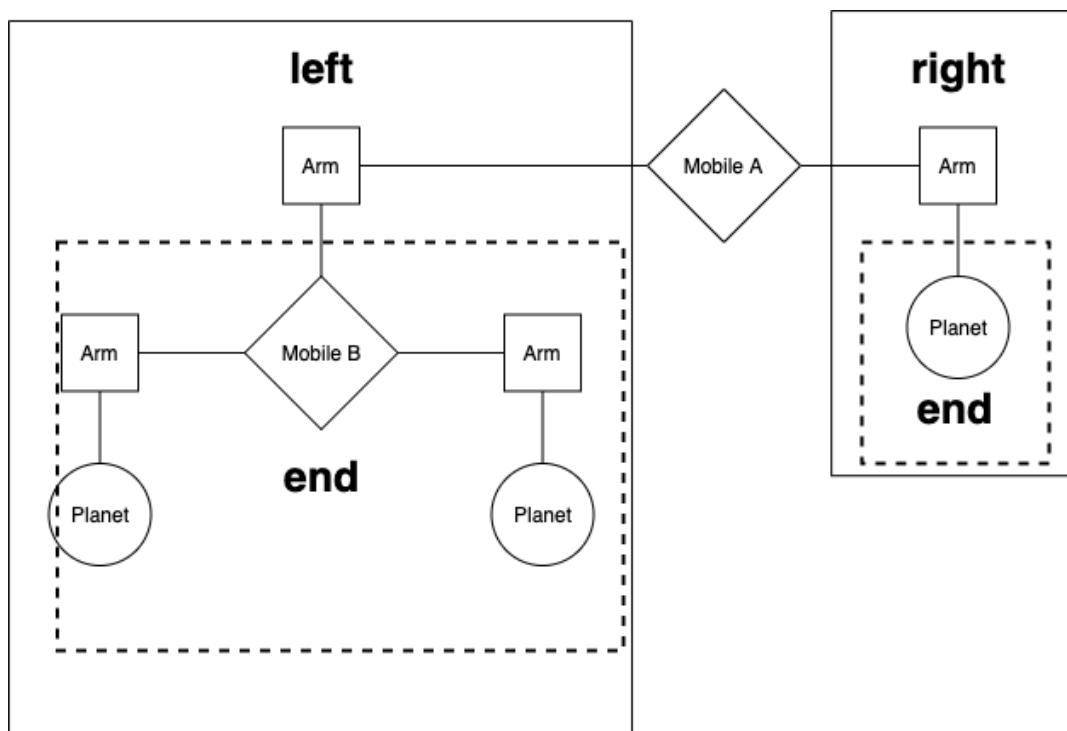 left
right
Arm
Mobile A
Arm
Arm
Mobile B
Arm
Planet
end
end
Planet
Planet